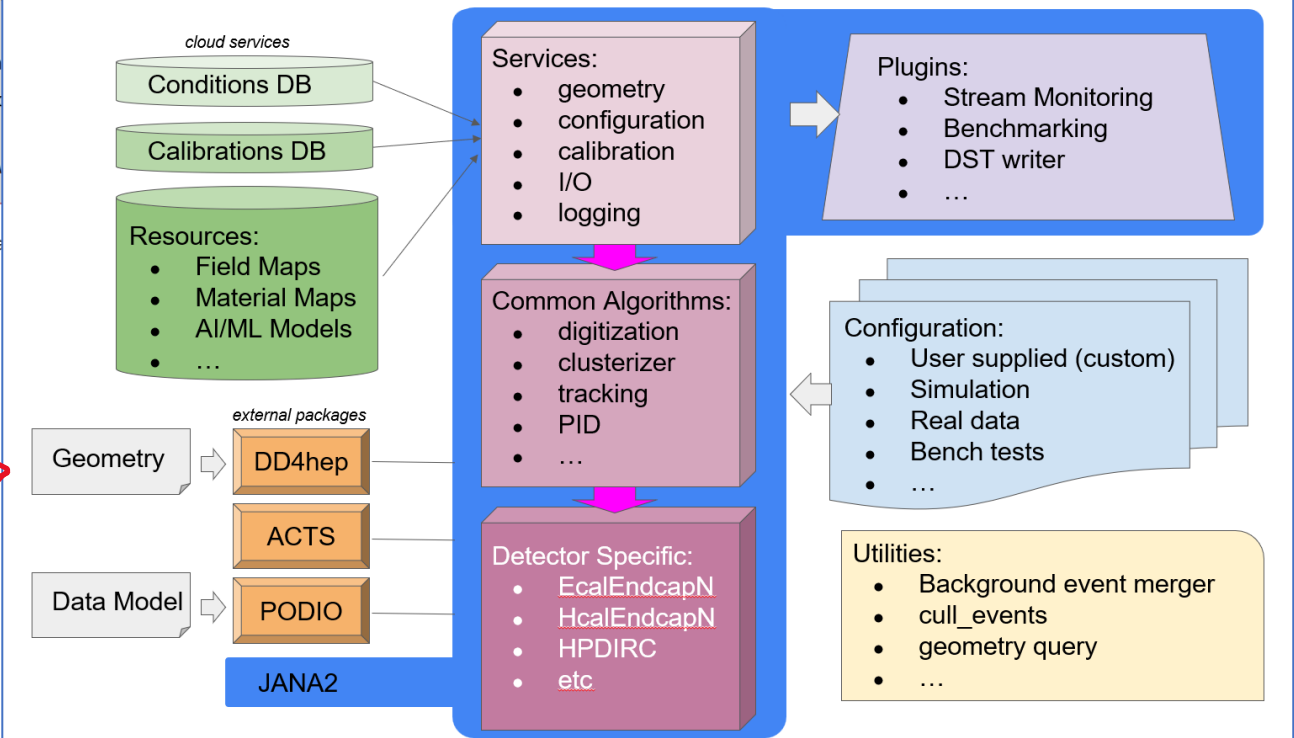 cloud services
Conditions DB
Calibrations DB
Resources:
● Field Maps
● Material Maps
● AI/ML Models
● …
external packages
Geometry
DD4hep
ACTS
Data Model
PODIO
JANA2
Services:
● geometry
● configuration
● calibration
● I/O
● logging
Common Algorithms:
● digitization
● clusterizer
● tracking
● PID
● …
Detector Specific:
● EcalEndcapN
● HcalEndcapN
● HPDIRC
● etc
Plugins:
● Stream Monitoring
● Benchmarking
● DST writer
● …
Configuration:
● User supplied (custom)
● Simulation
● Real data
● Bench tests
● …
Utilities:
● Background event merger
● cull_events
● geometry query
● …